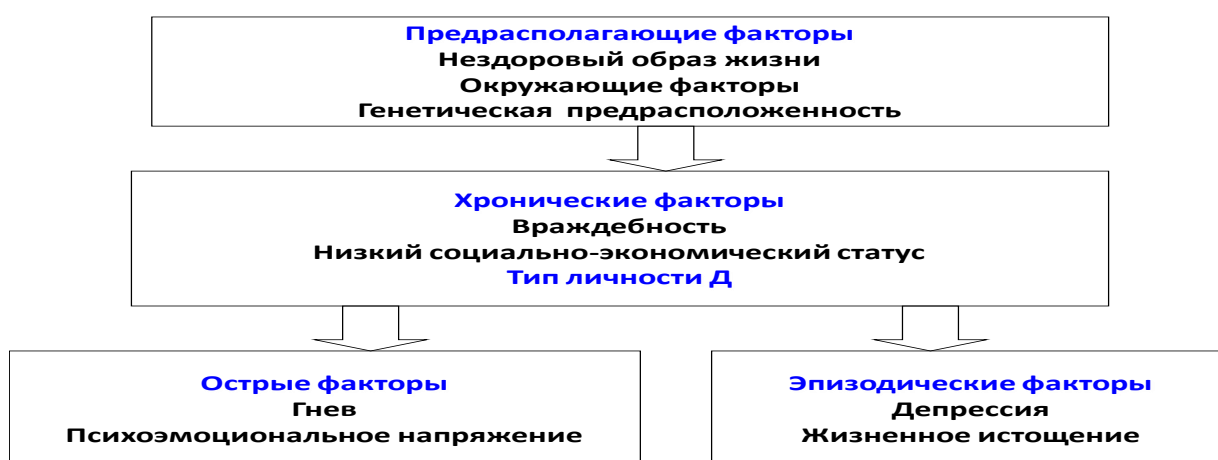 Предрасполагающие факторы
Нездоровый образ жизни
Окружающие факторы
Генетическая предрасположенность
Хронические факторы
Враждебность
Низкий социально-экономический статус
Тип личности Д
Острые факторы
Гнев
Психоэмоциональное напряжение
Эпизодические факторы
Депрессия
Жизненное истощение